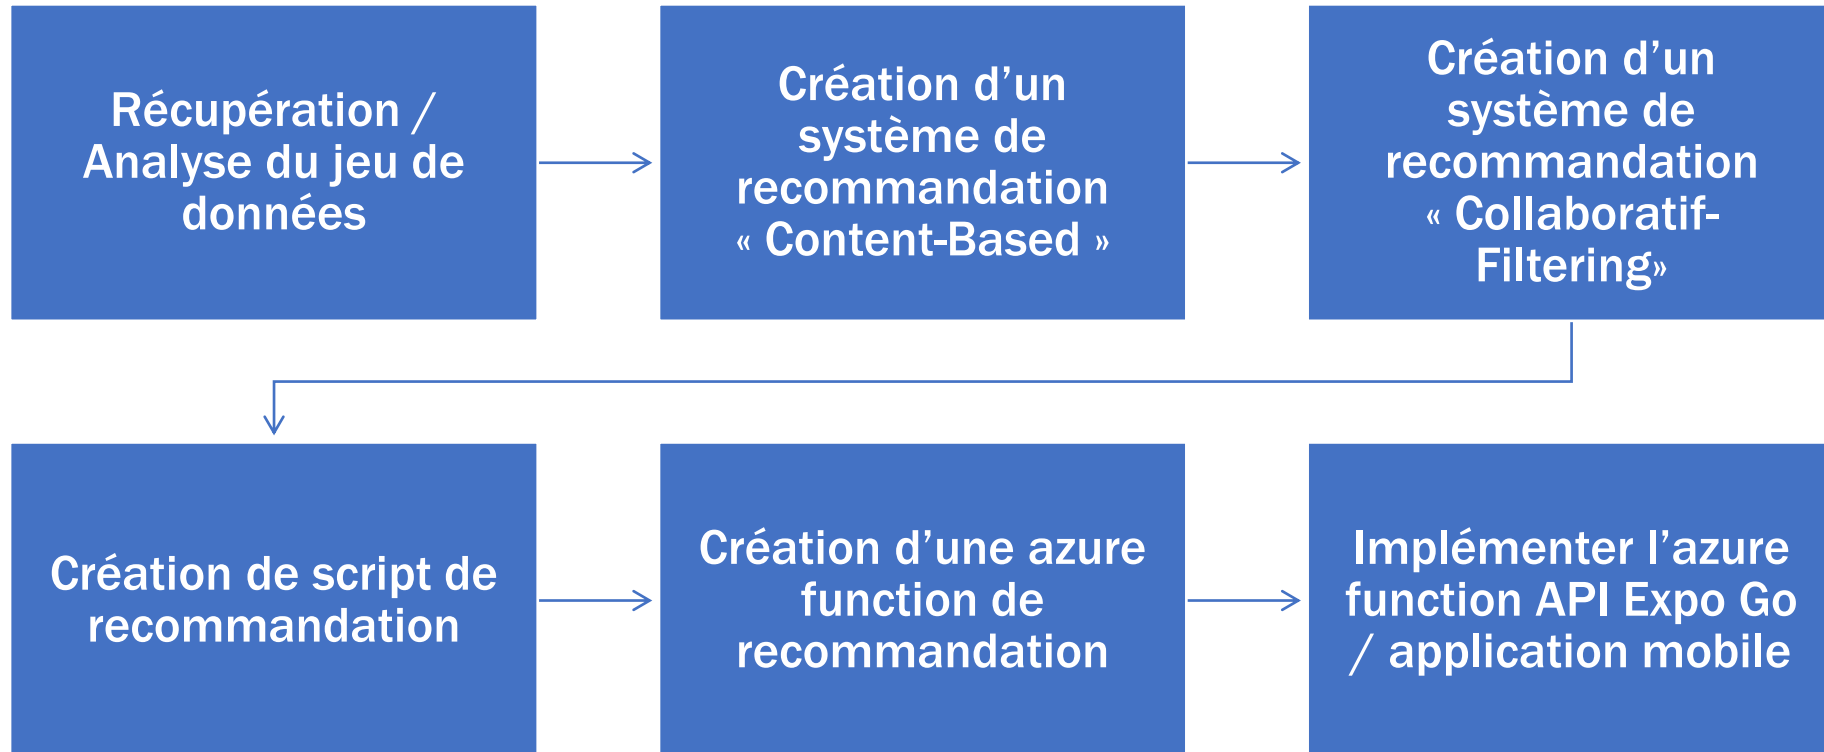 Récupération /
Analyse du jeu de
données
Création d’un
système de
recommandation
« Content-Based »
Création d’un
système de
recommandation
« Collaboratif-
Filtering»
Création de script de
recommandation
Création d’une azure
function de
recommandation
Implémenter l’azure
function API Expo Go
/ application mobile